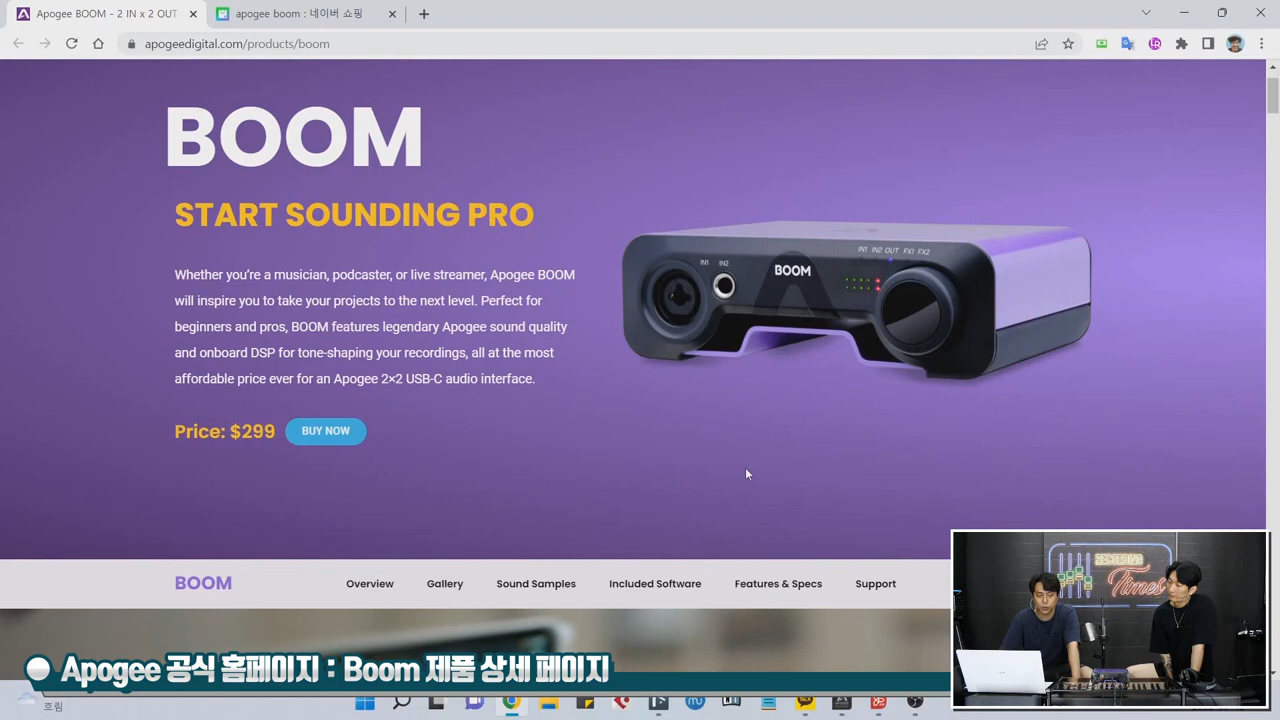 Apogee BOOM - 2 IN x 2 OUT
apogee boom : 네이버 쇼핑
apogeedigital.com/products/boom
BOOM
START SOUNDING PRO
Whether you're a musician, podcaster, or live streamer, Apogee BOOM
will inspire you to take your projects to the next level. Perfect for
beginners and pros, BOOM features legendary Apogee sound quality
and onboard DSP for tone-shaping your recordings, all at the most
affordable price ever for an Apogee 2×2 USB-C audio interface.
Price: $299 BUY NOW
IN1 IN2
BOOM
IN1 IN2 OUT FX1 FX2
BOOM Overview Gallery Sound Samples Included Software Features & Specs Support
RECORDING
Times
Apogee 공식 홈페이지 : Boom 제품 상세 페이지
흐림